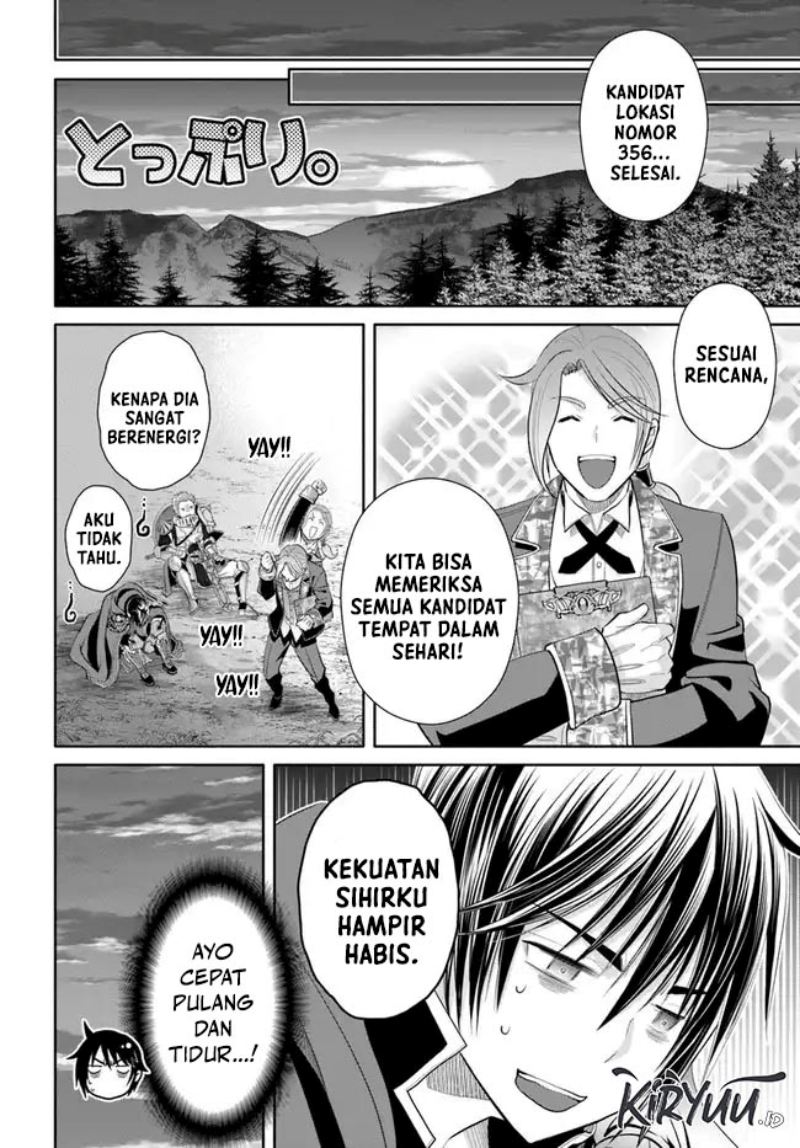 KANDIDAT
LOKASI
NOMOR
356...
SELESAI.
とっぷり。
SESUAI
RENCANA,
KITA BISA
MEMERIKSA
SEMUA KANDIDAT
TEMPAT DALAM
SEHARI!
KENAPA DIA
SANGAT
BERENERGI?
YAY!!
AKU
TIDAK
TAHU.
YAY!!
YAY!!
KEKUATAN
SIHIRKU
HAMPIR
HABIS.
AYO
CEPAT
PULANG
DAN
TIDUR...!
KIRYUU.ID